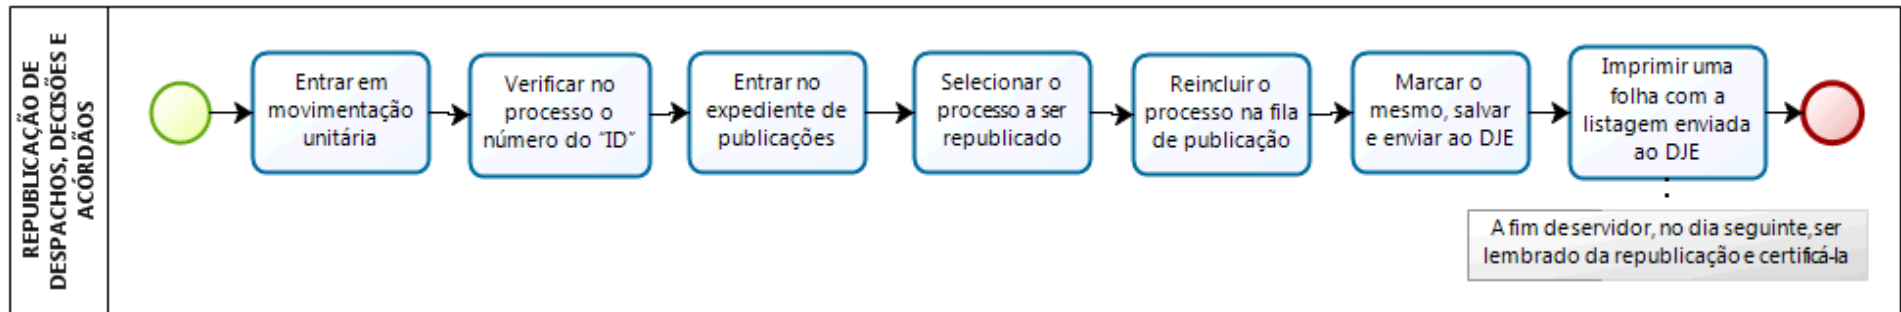 REPUBLICAÇÃO DE
DESPACHOS, DECISÕES E
ACÓRDÃOS
Entrar em
movimentação
unitária
Verificar no
processo o
número do “ID”
Entrar no
expediente de
publicações
Selecionar o
processo a ser
republicado
Reincluir o
processo na fila
de publicação
Marcar o
mesmo, salvar
e enviar ao DJE
Imprimir uma
folha com a
listagem enviada
ao DJE
A fim de servidor, no dia seguinte, ser
lembrado da republicação e certificá-la